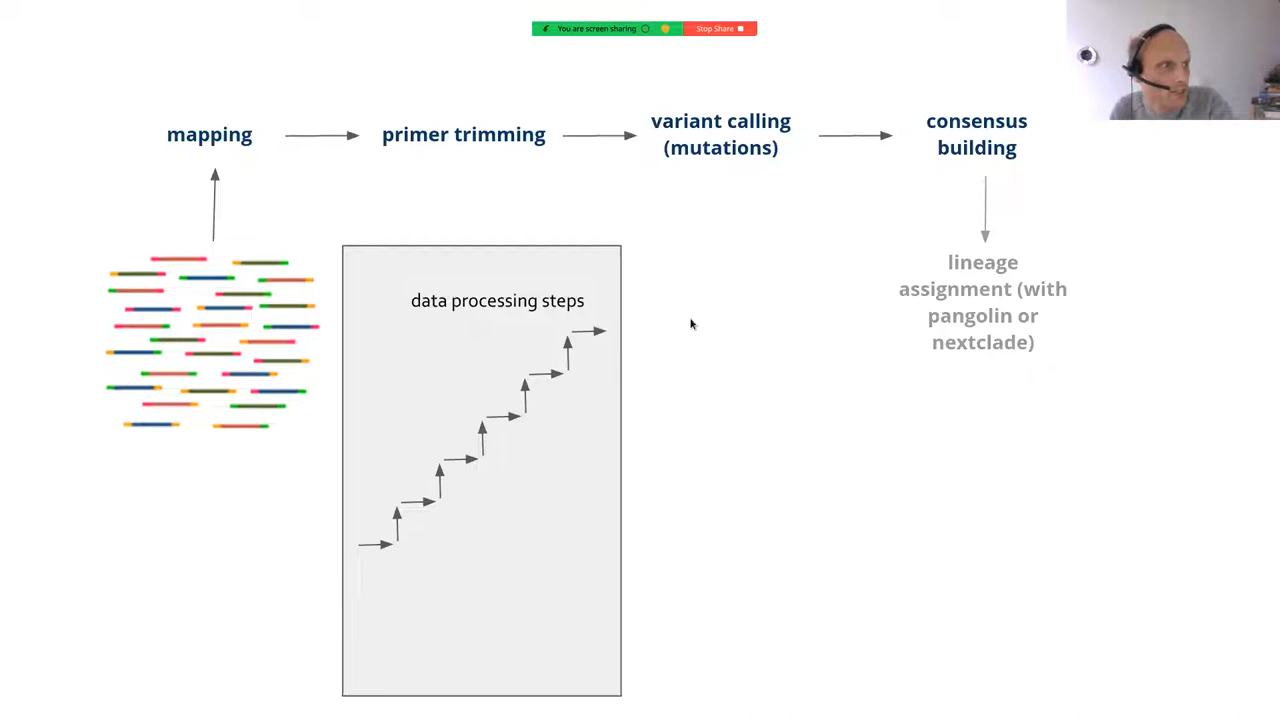 You are screen sharing
Stop Share
mapping
primer trimming
variant calling
(mutations)
consensus
building
data processing steps
lineage
assignment (with
pangolin or
nextclade)